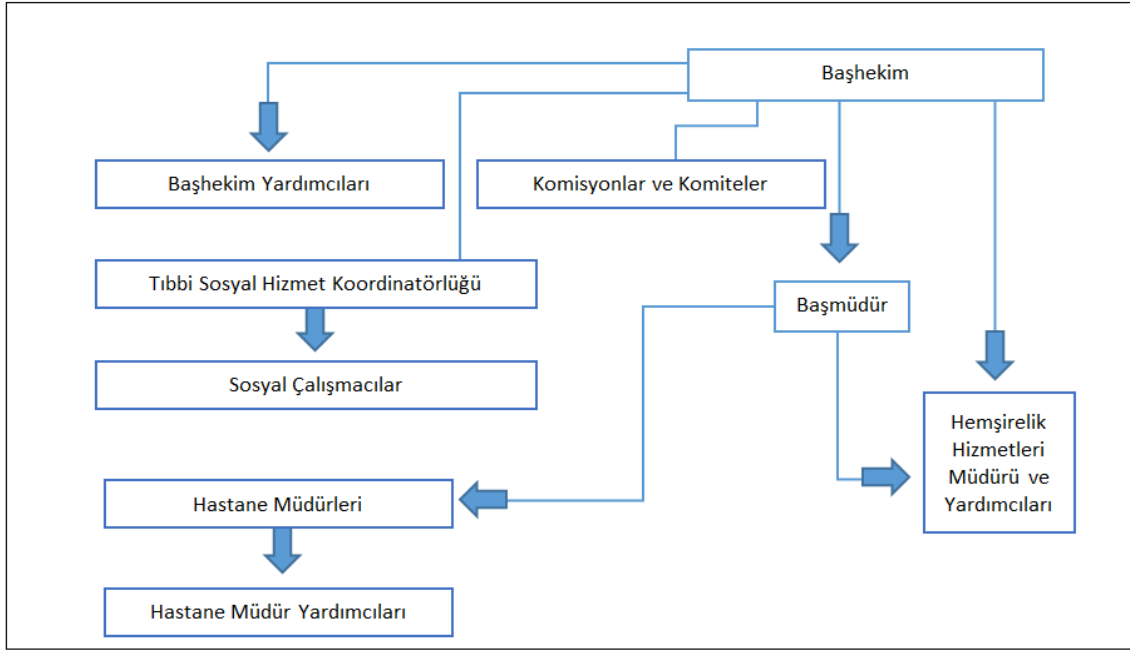 Başhekim
Başhekim Yardımcıları
Komisyonlar ve Komiteler
Tıbbi Sosyal Hizmet Koordinatörlüğü
Başmüdür
Sosyal Çalışmacılar
Hemşirelik
Hizmetleri
Müdürü ve
Yardımcıları
Hastane Müdürleri
Hastane Müdür Yardımcıları